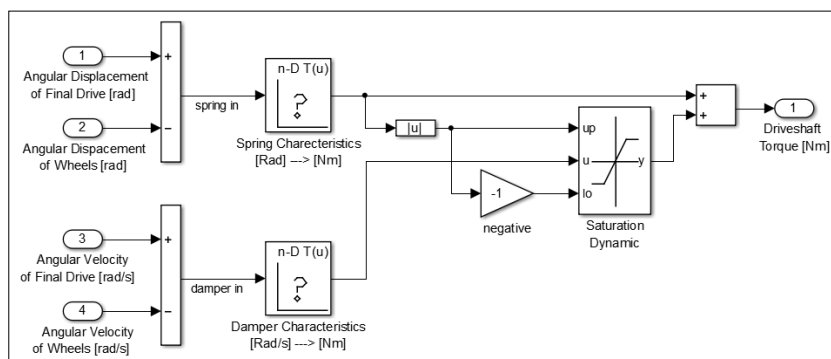 1
Angular Displacement
of Final Drive [rad]
2
Angular Dispacement
of Wheels [rad]
+
−
spring in
n-D T(u)
?
Spring Charecteristics
[Rad] ---> [Nm]
|u|
-1
negative
up
u
lo
y
Saturation
Dynamic
+
+
1
Driveshaft
Torque [Nm]
3
Angular Velocity
of Final Drive [rad/s]
4
Angular Velocity
of Wheels [rad/s]
+
−
damper in
n-D T(u)
?
Damper Characteristics
[Rad/s] ---> [Nm]